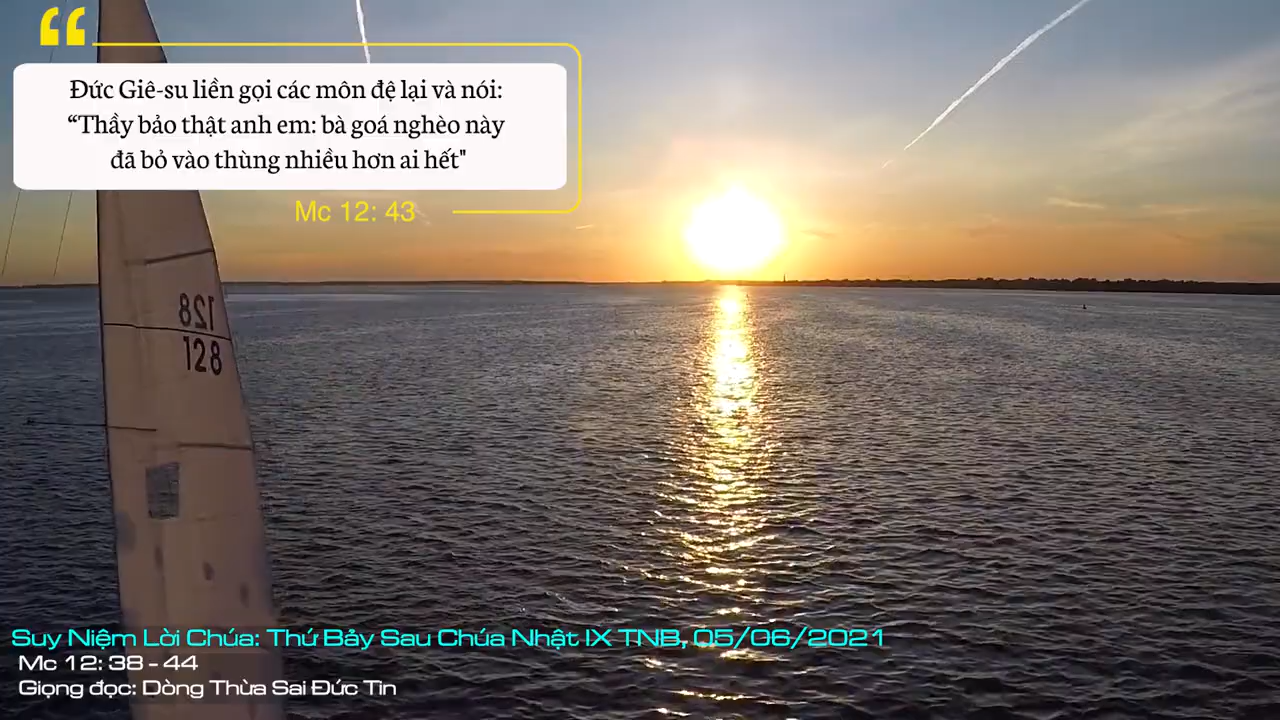 Đức Giê-su liền gọi các môn đệ lại và nói:
“Thầy bảo thật anh em: bà goá nghèo này
đã bỏ vào thùng nhiều hơn ai hết"
Mc 12: 43
128
128
Suy Niệm Lời Chúa: Thứ Bảy Sau Chúa Nhật IX TNB, 05/06/2021
Mc 12: 38 - 44
Giọng đọc: Dòng Thừa Sai Đức Tin